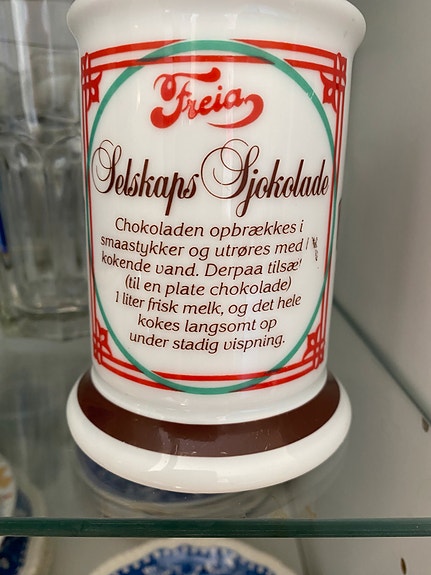 Freia
Selskaps Sjokolade
Chokoladen opbrækkes i
smaastykker og utrøres med
kokende vand. Derpaa
(til en plate chokolade)
1 liter frisk melk, og det hele
kokes langsomt op
under stadig vispning.